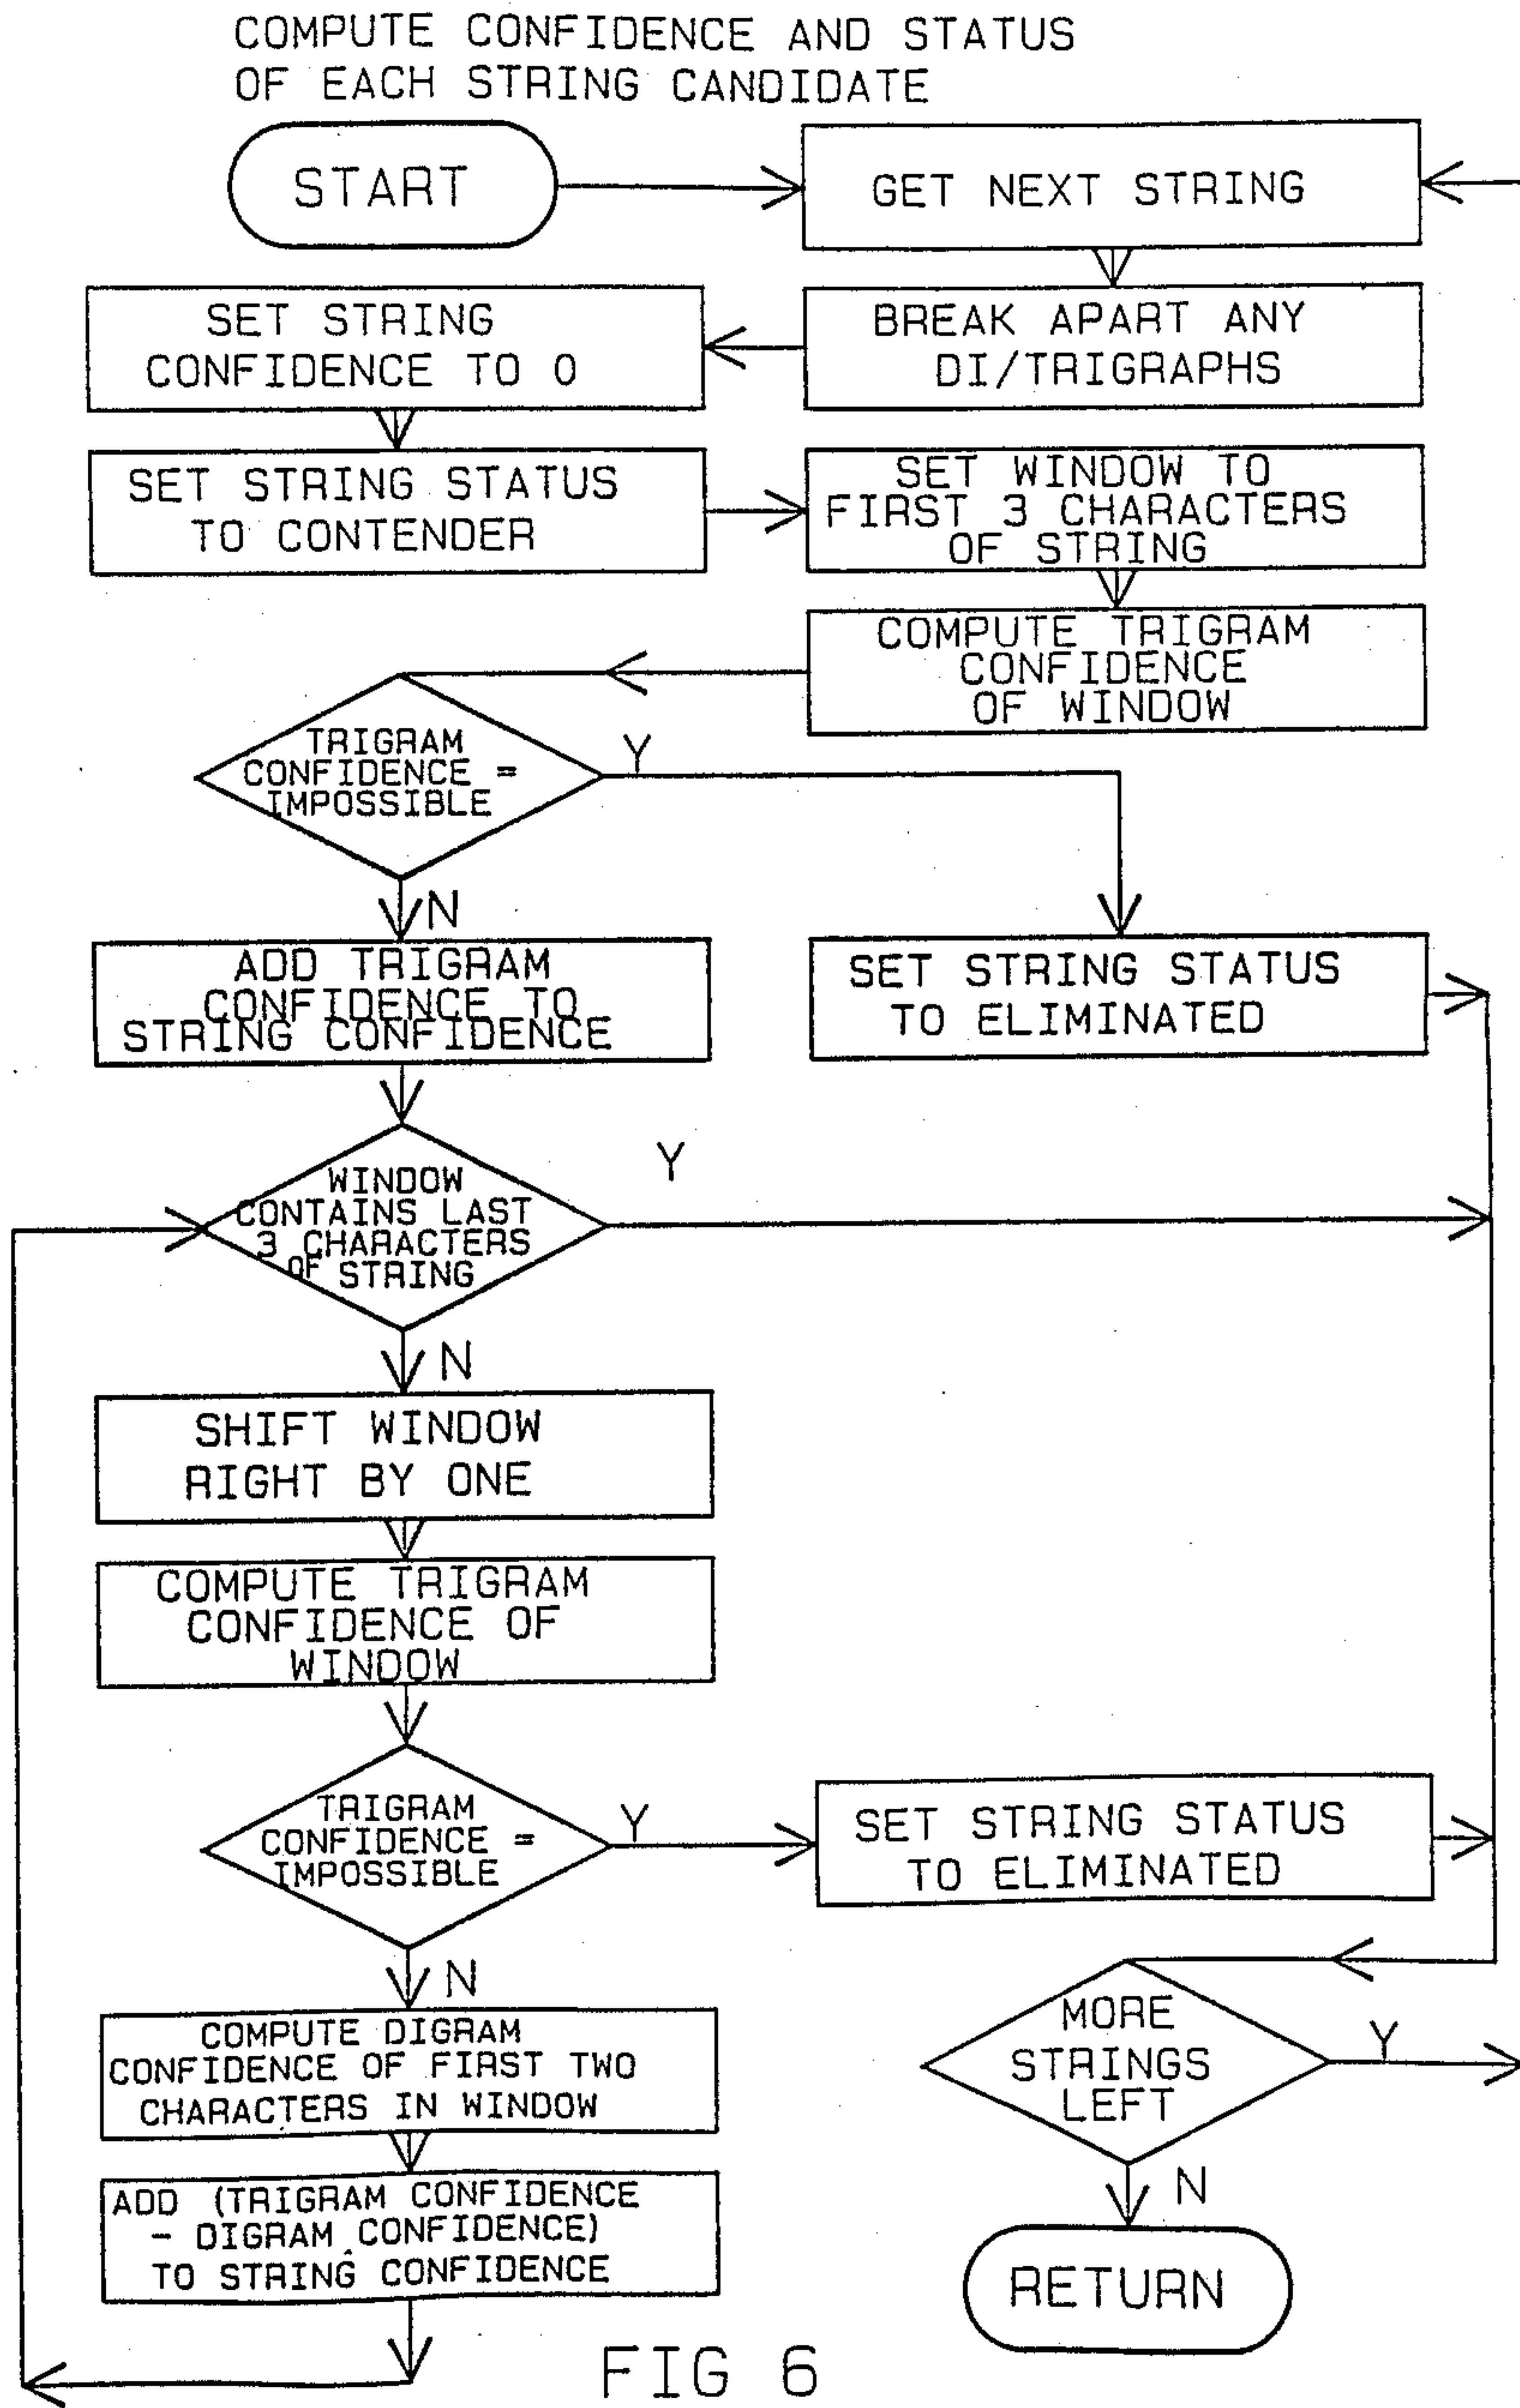 COMPUTE CONFIDENCE AND STATUS
OF EACH STRING CANDIDATE
START
GET NEXT STRING
BREAK APART ANY
DI/TRIGRAPHS
SET STRING
CONFIDENCE TO 0
SET STRING STATUS
TO CONTENDER
SET WINDOW TO
FIRST 3 CHARACTERS
OF STRING
COMPUTE TRIGRAM
CONFIDENCE
OF WINDOW
TRIGRAM
CONFIDENCE =
IMPOSSIBLE
Y
N
ADD TRIGRAM
CONFIDENCE TO
STRING CONFIDENCE
SET STRING STATUS
TO ELIMINATED
WINDOW
CONTAINS LAST
3 CHARACTERS
OF STRING
Y
N
SHIFT WINDOW
RIGHT BY ONE
COMPUTE TRIGRAM
CONFIDENCE OF
WINDOW
TRIGRAM
CONFIDENCE =
IMPOSSIBLE
Y
SET STRING STATUS
TO ELIMINATED
N
COMPUTE DIGRAM
CONFIDENCE OF FIRST TWO
CHARACTERS IN WINDOW
ADD (TRIGRAM CONFIDENCE
- DIGRAM CONFIDENCE)
TO STRING CONFIDENCE
MORE
STRINGS
LEFT
Y
N
RETURN
FIG 6